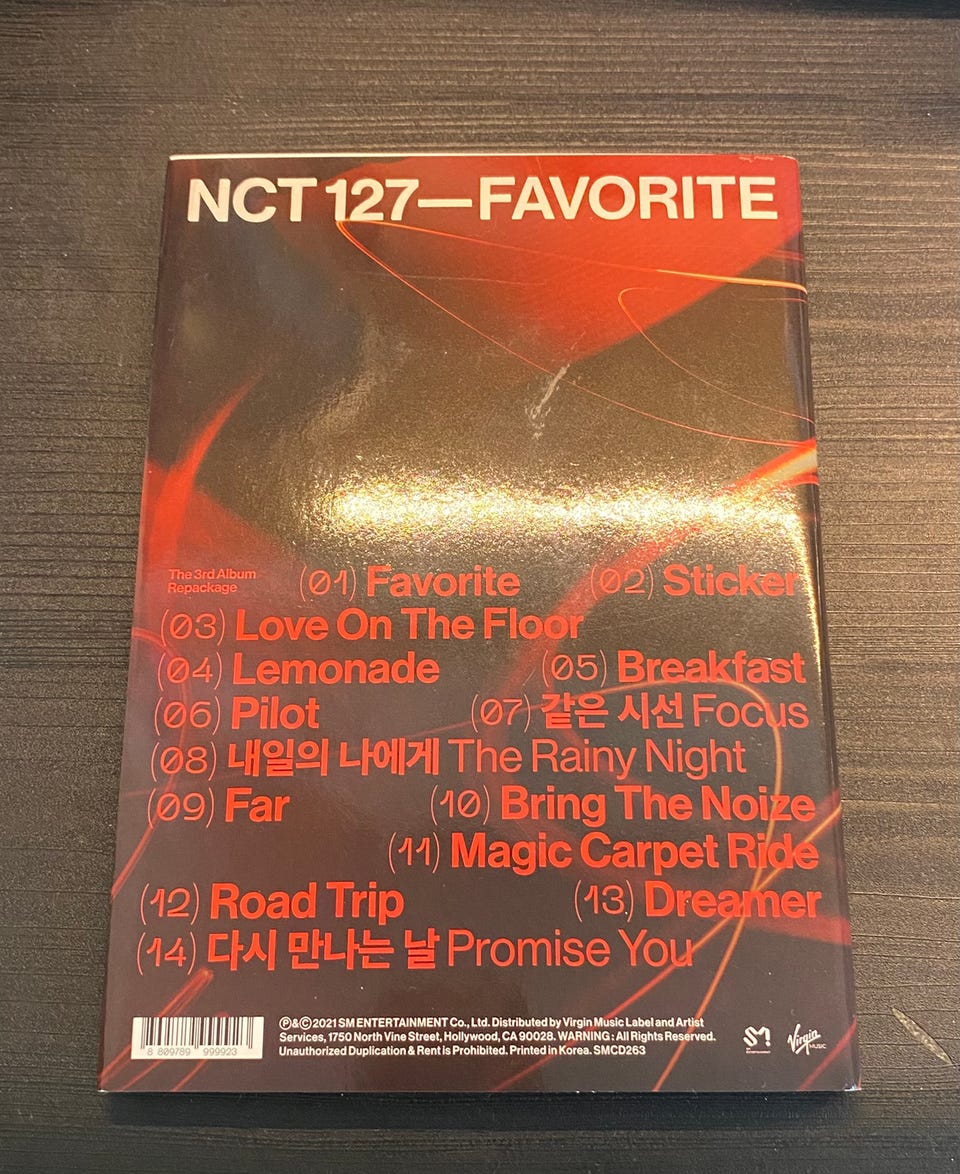 NCT 127—FAVORITE
The 3rd Album
Repackage
(01) Favorite (02) Sticker
(03) Love On The Floor
(04) Lemonade (05) Breakfast
(06) Pilot (07) 같은 시선 Focus
(08) 내일의 나에게 The Rainy Night
(09) Far (10) Bring The Noize
(11) Magic Carpet Ride
(12) Road Trip (13) Dreamer
(14) 다시 만나는 날 Promise You
8 809789 999923
Ⓟ&Ⓒ 2021 SM ENTERTAINMENT Co., Ltd. Distributed by Virgin Music Label and Artist
Services, 1750 North Vine Street, Hollywood, CA 90028. WARNING : All Rights Reserved.
Unauthorized Duplication & Rent is Prohibited. Printed in Korea. SMCD263
SM
ENTERTAINMENT
Virgin
MUSIC